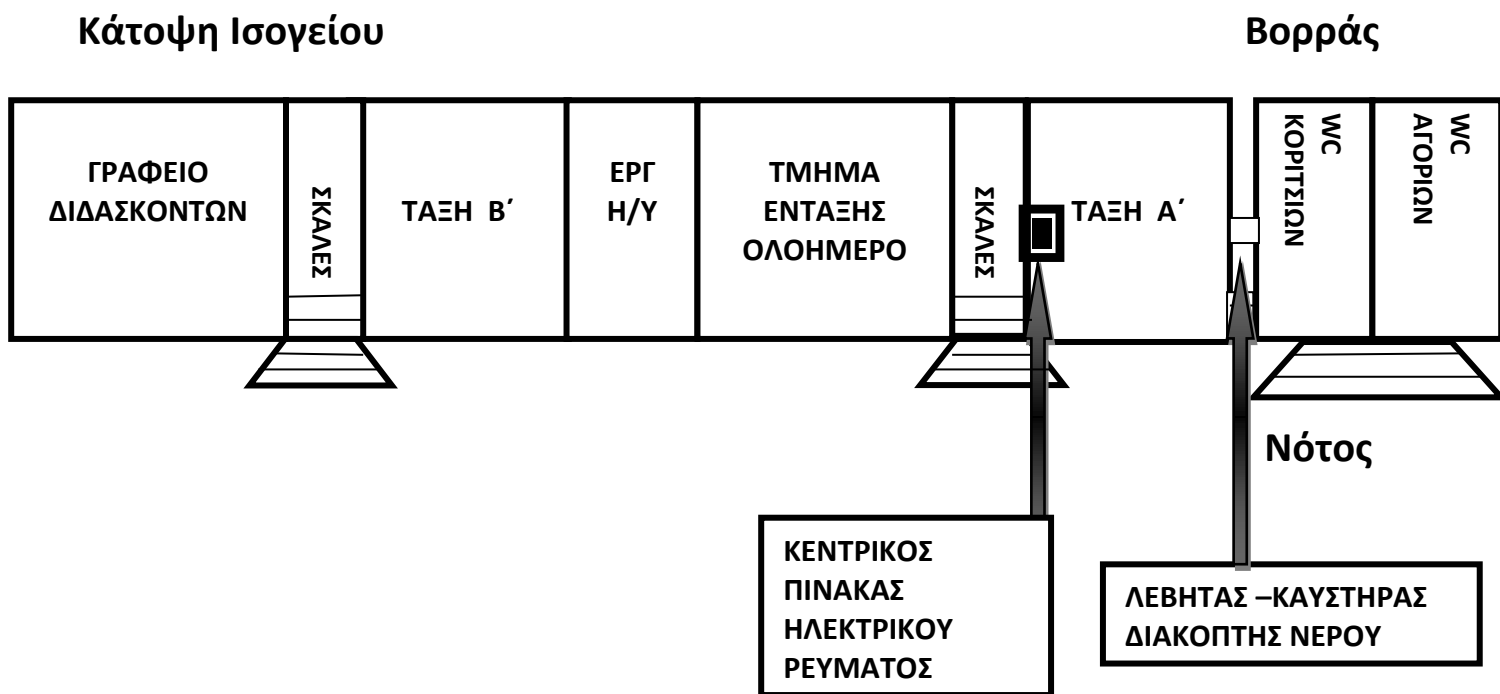 Κάτοψη Ισογείου
Βορράς
ΓΡΑΦΕΙΟ
ΔΙΔΑΣΚΟΝΤΩΝ
ΣΚΑΛΕΣ
ΤΑΞΗ Β΄
ΕΡΓ
Η/Υ
ΤΜΗΜΑ
ΕΝΤΑΞΗΣ
ΟΛΟΗΜΕΡΟ
ΣΚΑΛΕΣ
ΤΑΞΗ Α΄
WC
ΚΟΡΙΤΣΙΩΝ
WC
ΑΓΟΡΙΩΝ
Νότος
ΚΕΝΤΡΙΚΟΣ
ΠΙΝΑΚΑΣ
ΗΛΕΚΤΡΙΚΟΥ
ΡΕΥΜΑΤΟΣ
ΛΕΒΗΤΑΣ –ΚΑΥΣΤΗΡΑΣ
ΔΙΑΚΟΠΤΗΣ ΝΕΡΟΥ